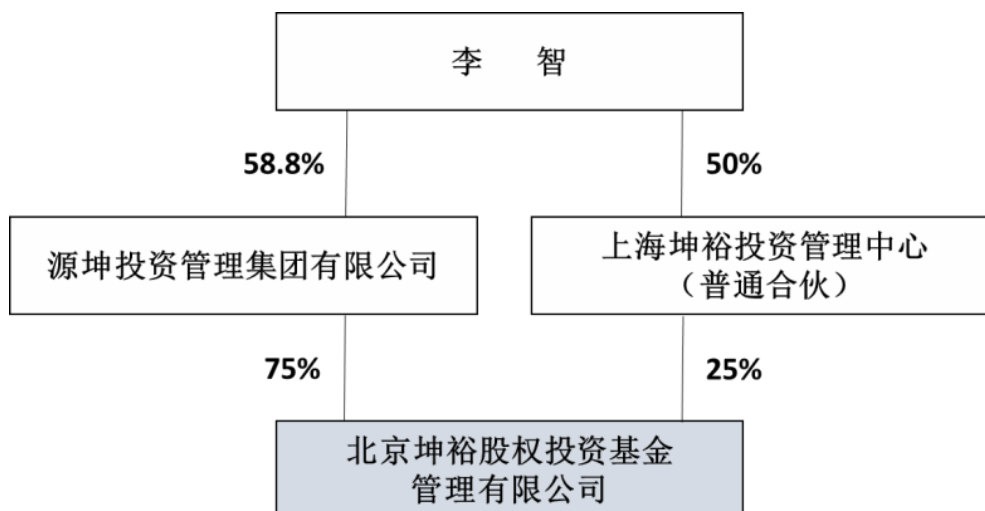 李 智
58.8%
50%
源坤投资管理集团有限公司
上海坤裕投资管理中心
（普通合伙）
75%
25%
北京坤裕股权投资基金
管理有限公司